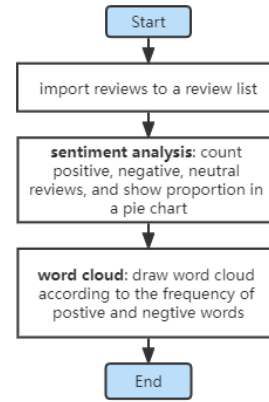 Start
import reviews to a review list
sentiment analysis: count
positive, negative, neutral
reviews, and show proportion in
a pie chart
word cloud: draw word cloud
according to the frequency of
postive and negtive words
End